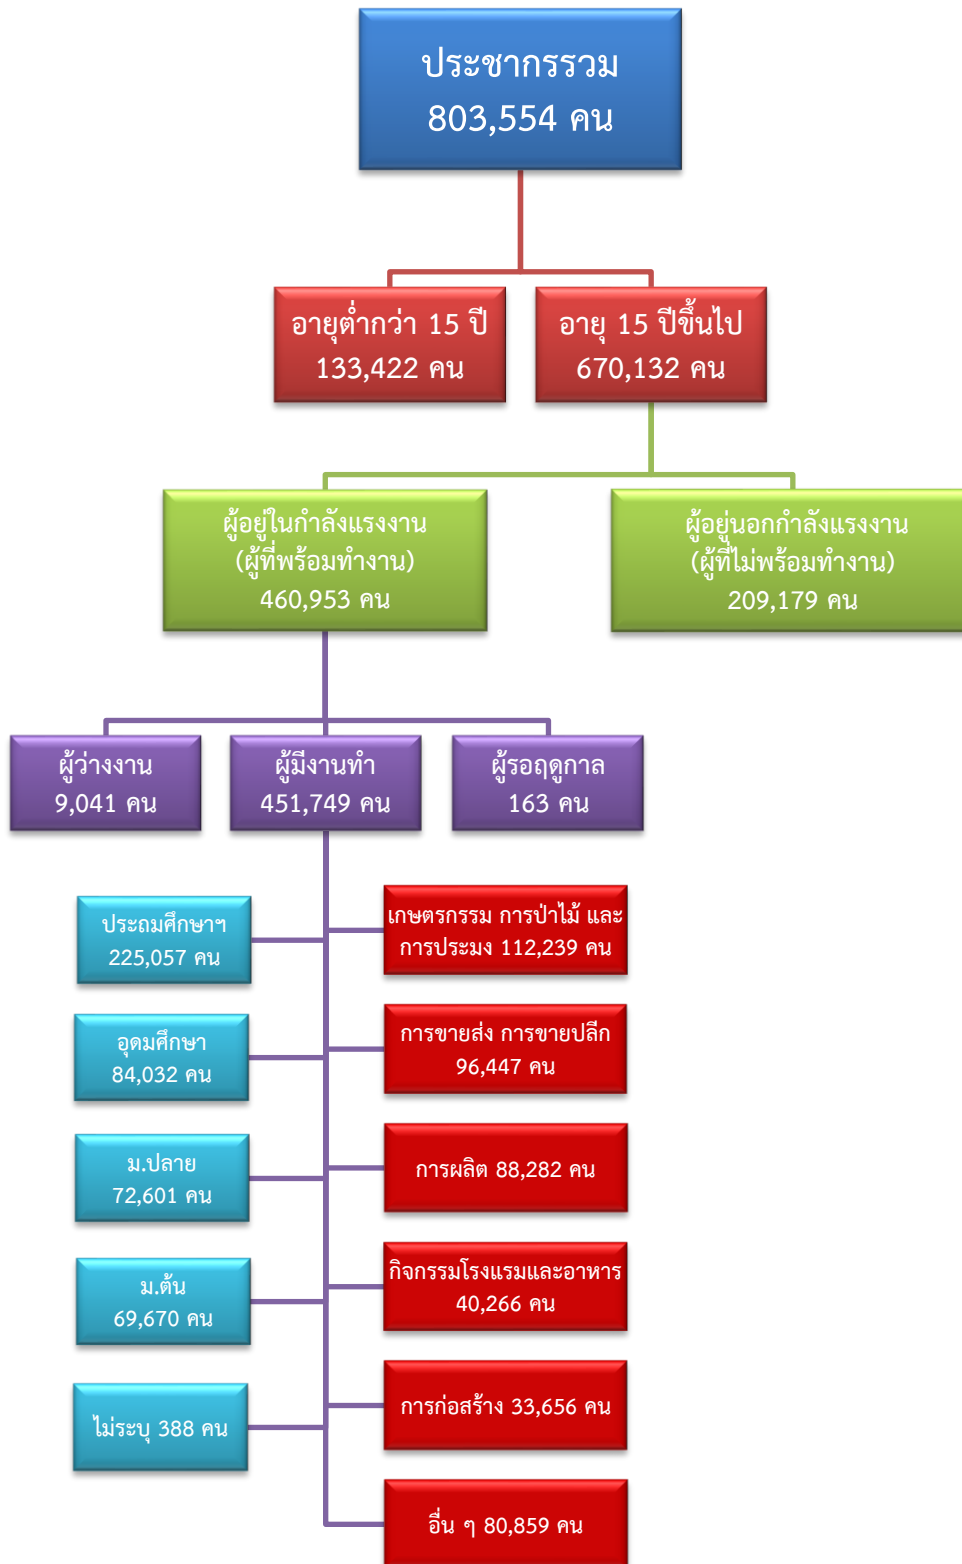 ประชากรรวม
803,554 คน
อายุต่ำกว่า 15 ปี
133,422 คน
อายุ 15 ปีขึ้นไป
670,132 คน
ผู้อยู่ในกำลังแรงงาน
(ผู้ที่พร้อมทำงาน)
460,953 คน
ผู้อยู่นอกกำลังแรงงาน
(ผู้ที่ไม่พร้อมทำงาน)
209,179 คน
ผู้ว่างงาน
9,041 คน
ผู้มีงานทำ
451,749 คน
ผู้รอฤดูกาล
163 คน
ประถมศึกษาฯ
225,057 คน
อุดมศึกษา
84,032 คน
ม.ปลาย
72,601 คน
ม.ต้น
69,670 คน
ไม่ระบุ 388 คน
เกษตรกรรม การป่าไม้ และ
การประมง 112,239 คน
การขายส่ง การขายปลีก
96,447 คน
การผลิต 88,282 คน
กิจกรรมโรงแรมและอาหาร
40,266 คน
การก่อสร้าง 33,656 คน
อื่น ๆ 80,859 คน